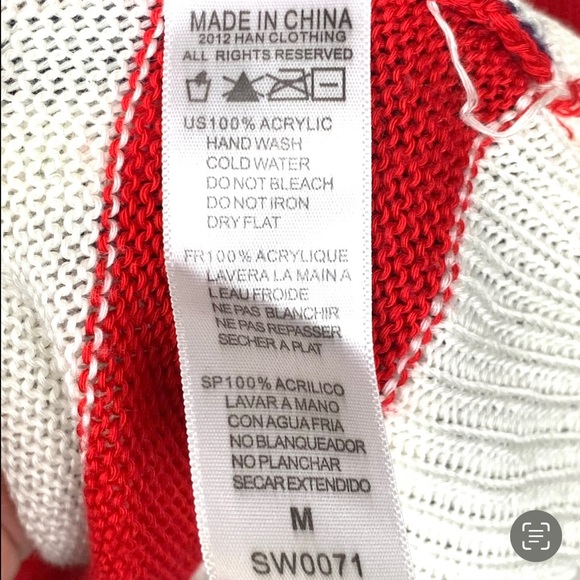 MADE IN CHINA
2012 HAN CLOTHING
ALL RIGHTS RESERVED
US100% ACRYLIC
HAND WASH
COLD WATER
DO NOT BLEACH
DO NOT IRON
DRY FLAT
FR100% ACRYLIQUE
LAVERA LA MAIN A
LEAU FROIDE
NE PAS BLANCHIR
NE PAS REPASSER
SECHER A PLAT
SP100% ACRILICO
LAVAR A MANO
CON AGUA FRIA
NO BLANQUEADOR
NO PLANCHAR
SECAR EXTENDIDO
M
SW0071